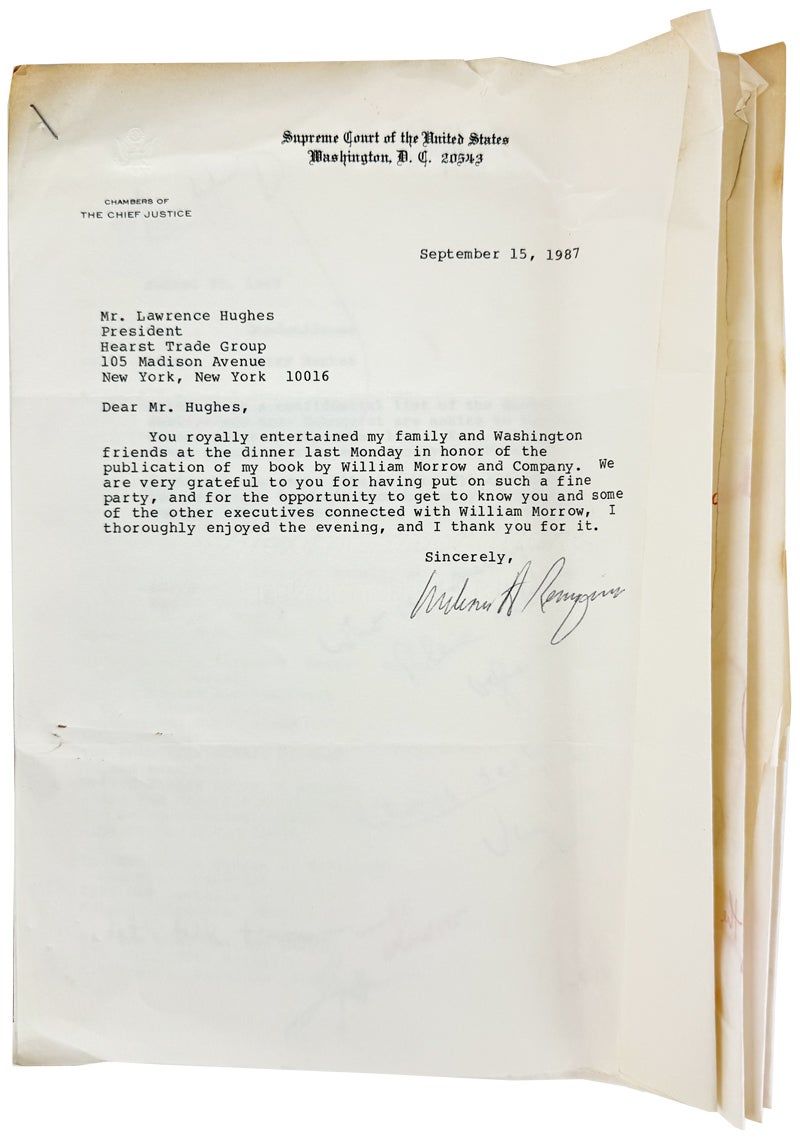 Supreme Court of the United States
Washington, D. C. 20543
CHAMBERS OF
THE CHIEF JUSTICE
September 15, 1987
Mr. Lawrence Hughes
President
Hearst Trade Group
105 Madison Avenue
New York, New York 10016
Dear Mr. Hughes,
You royally entertained my family and Washington
friends at the dinner last Monday in honor of the
publication of my book by William Morrow and Company. We
are very grateful to you for having put on such a fine
party, and for the opportunity to get to know you and some
of the other executives connected with William Morrow, I
thoroughly enjoyed the evening, and I thank you for it.
Sincerely,